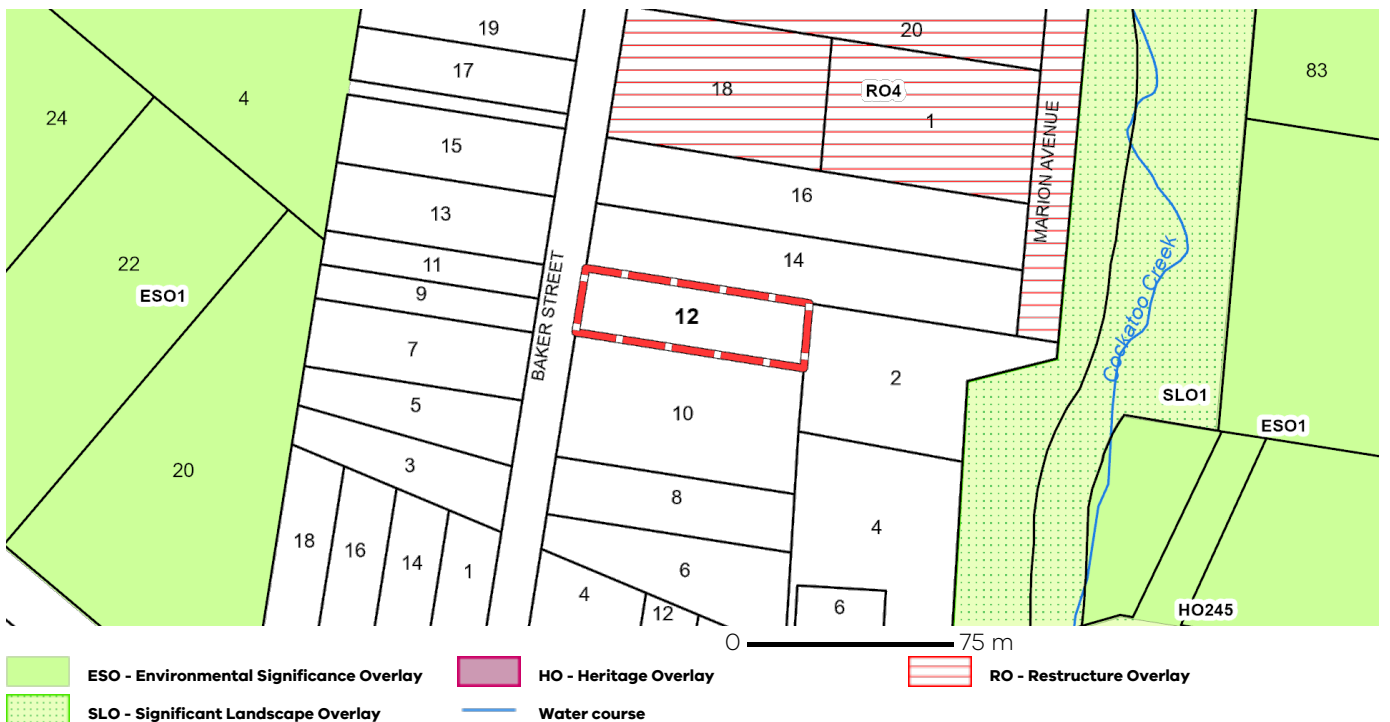 19
20
17
83
4
18
RO4
24
1
15
MARION AVENUE
16
13
14
22
11
ESO1
9
BAKER STREET
12
Cockatoo Creek
7
2
SLO1
5
10
ESO1
3
20
8
4
18
16
14
1
6
4
12
6
HO245
0 75 m
ESO - Environmental Significance Overlay
HO - Heritage Overlay
RO - Restructure Overlay
SLO - Significant Landscape Overlay
Water course